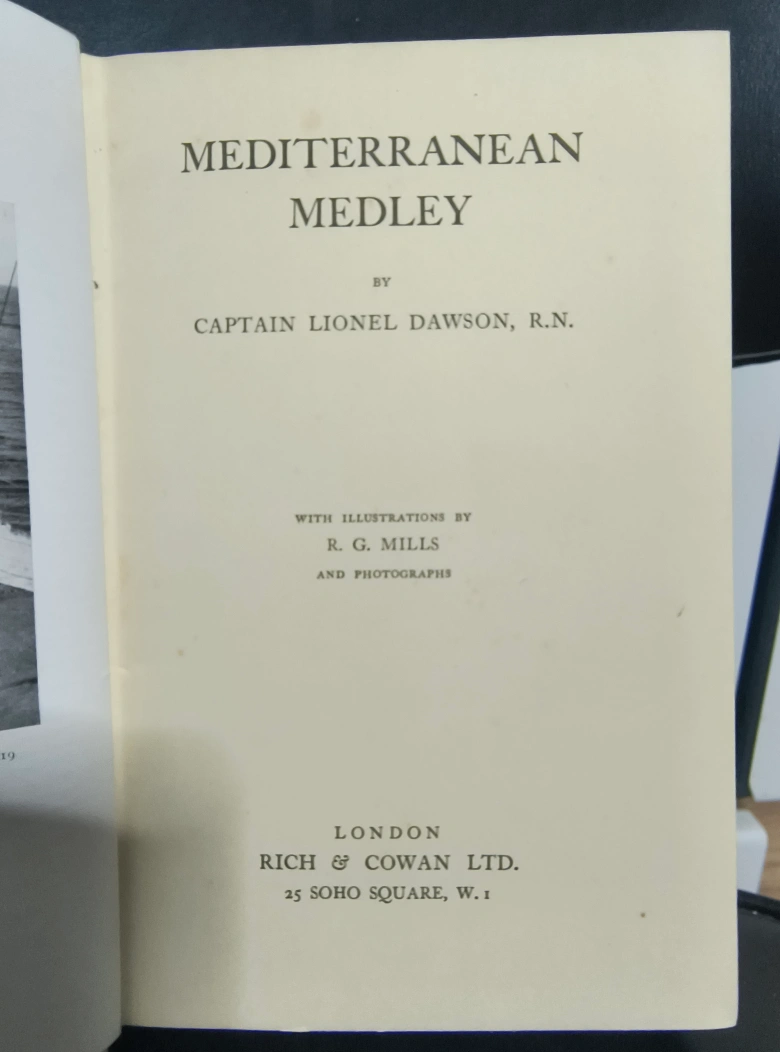 MEDITERRANEAN
MEDLEY
BY
CAPTAIN LIONEL DAWSON, R.N.
WITH ILLUSTRATIONS BY
R. G. MILLS
AND PHOTOGRAPHS
19
LONDON
RICH & COWAN LTD.
25 SOHO SQUARE, W. 1